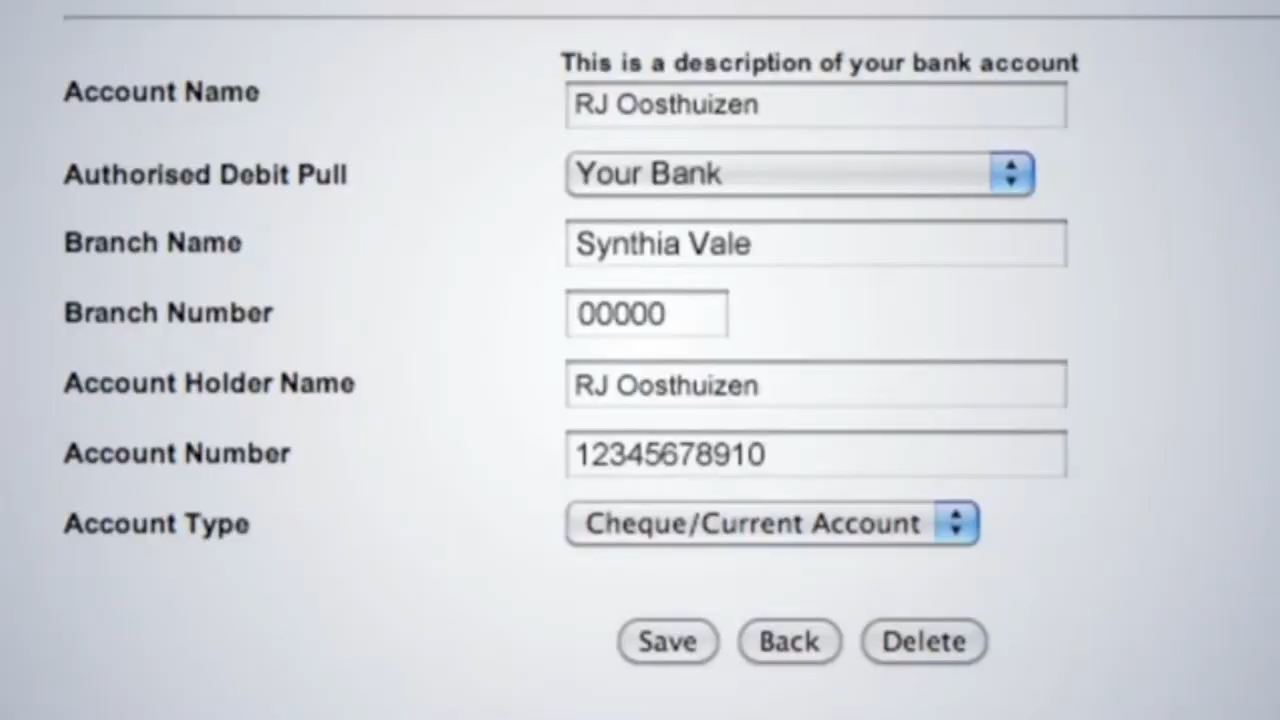 This is a description of your bank account
Account Name RJ Oosthuizen
Authorised Debit Pull Your Bank
Branch Name Synthia Vale
Branch Number 00000
Account Holder Name RJ Oosthuizen
Account Number 12345678910
Account Type Cheque/Current Account
Save Back Delete